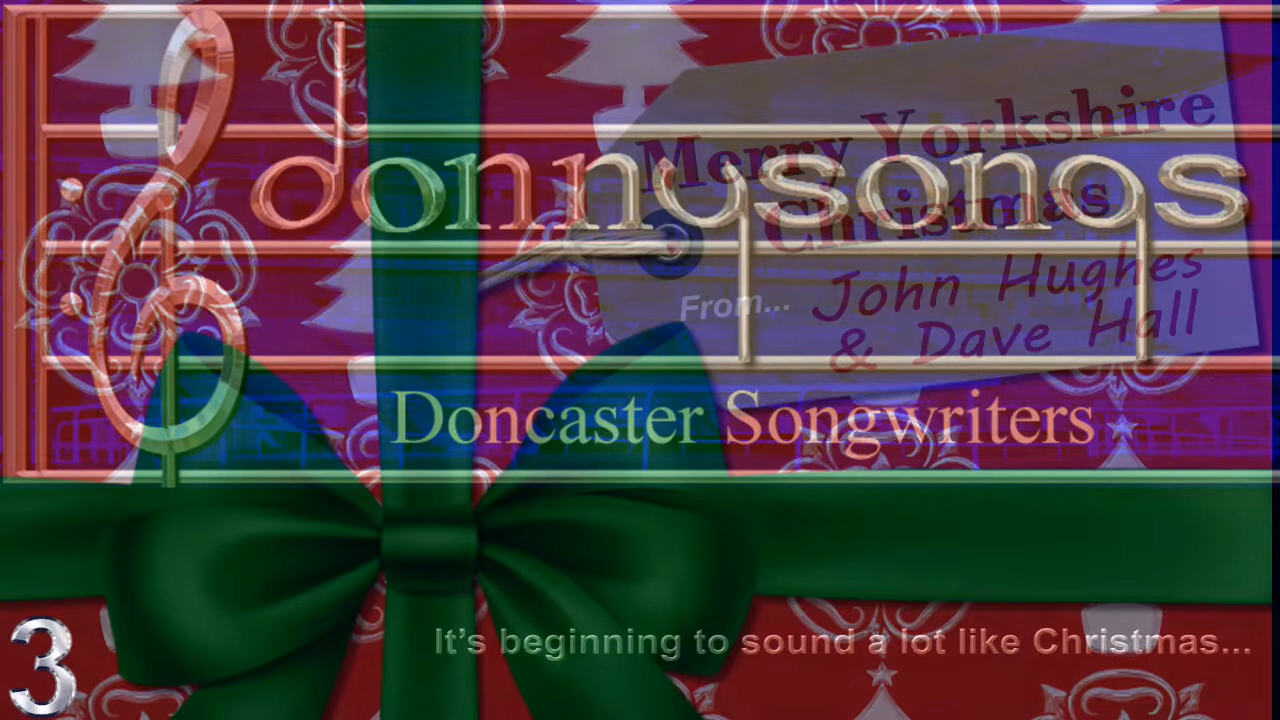 Merry Yorkshire
Christmas
donnysongs
From...
John Hughes
& Dave Hall
Doncaster Songwriters
It’s beginning to sound a lot like Christmas...
3